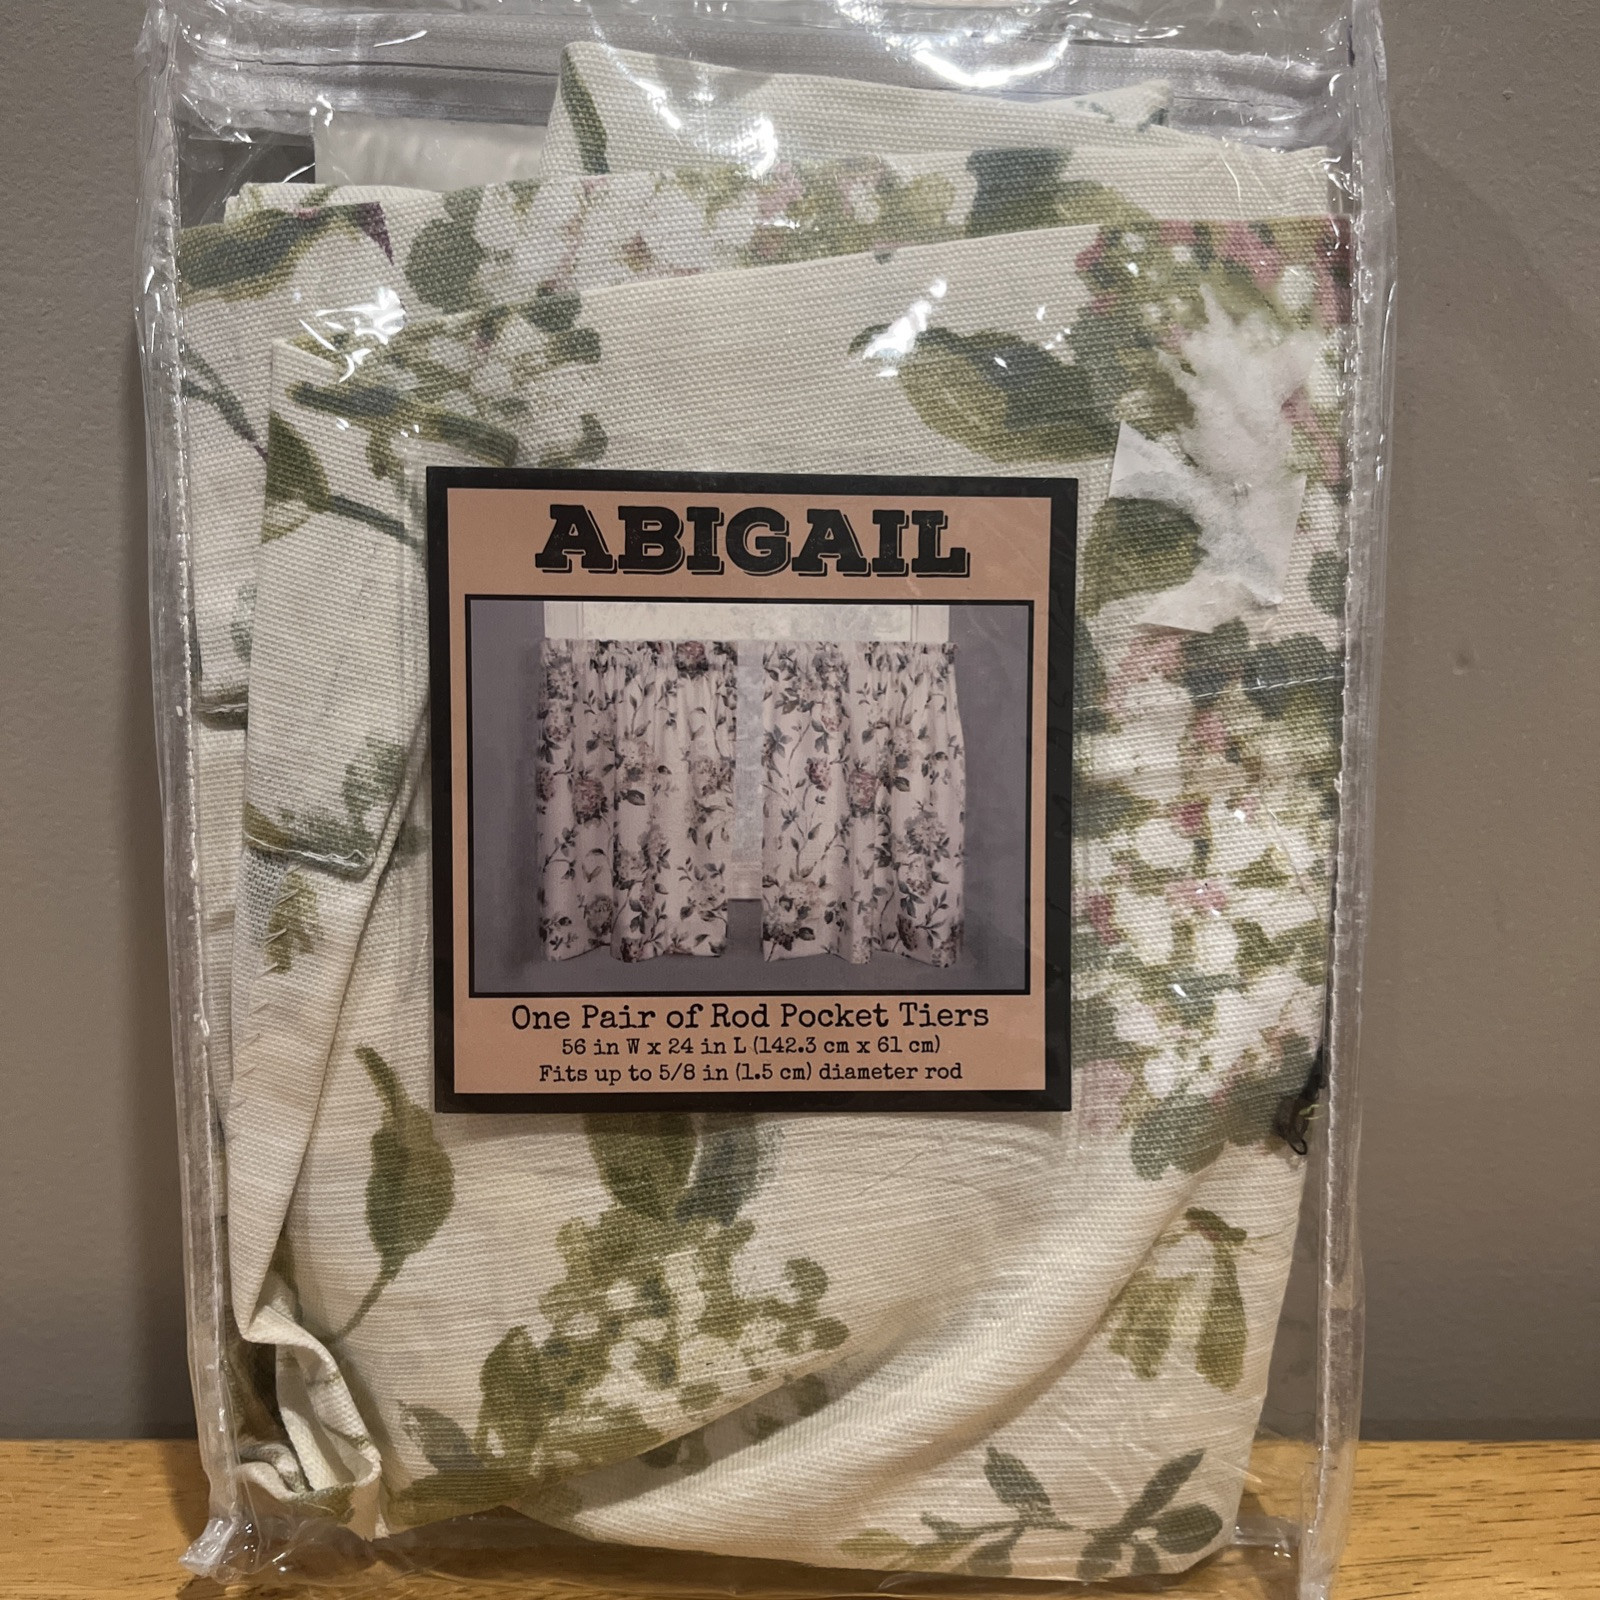 ABIGAIL
One Pair of Rod Pocket Tiers
56 in W x 24 in L (142.3 cm x 61 cm)
Fits up to 5/8 in (1.5 cm) diameter rod